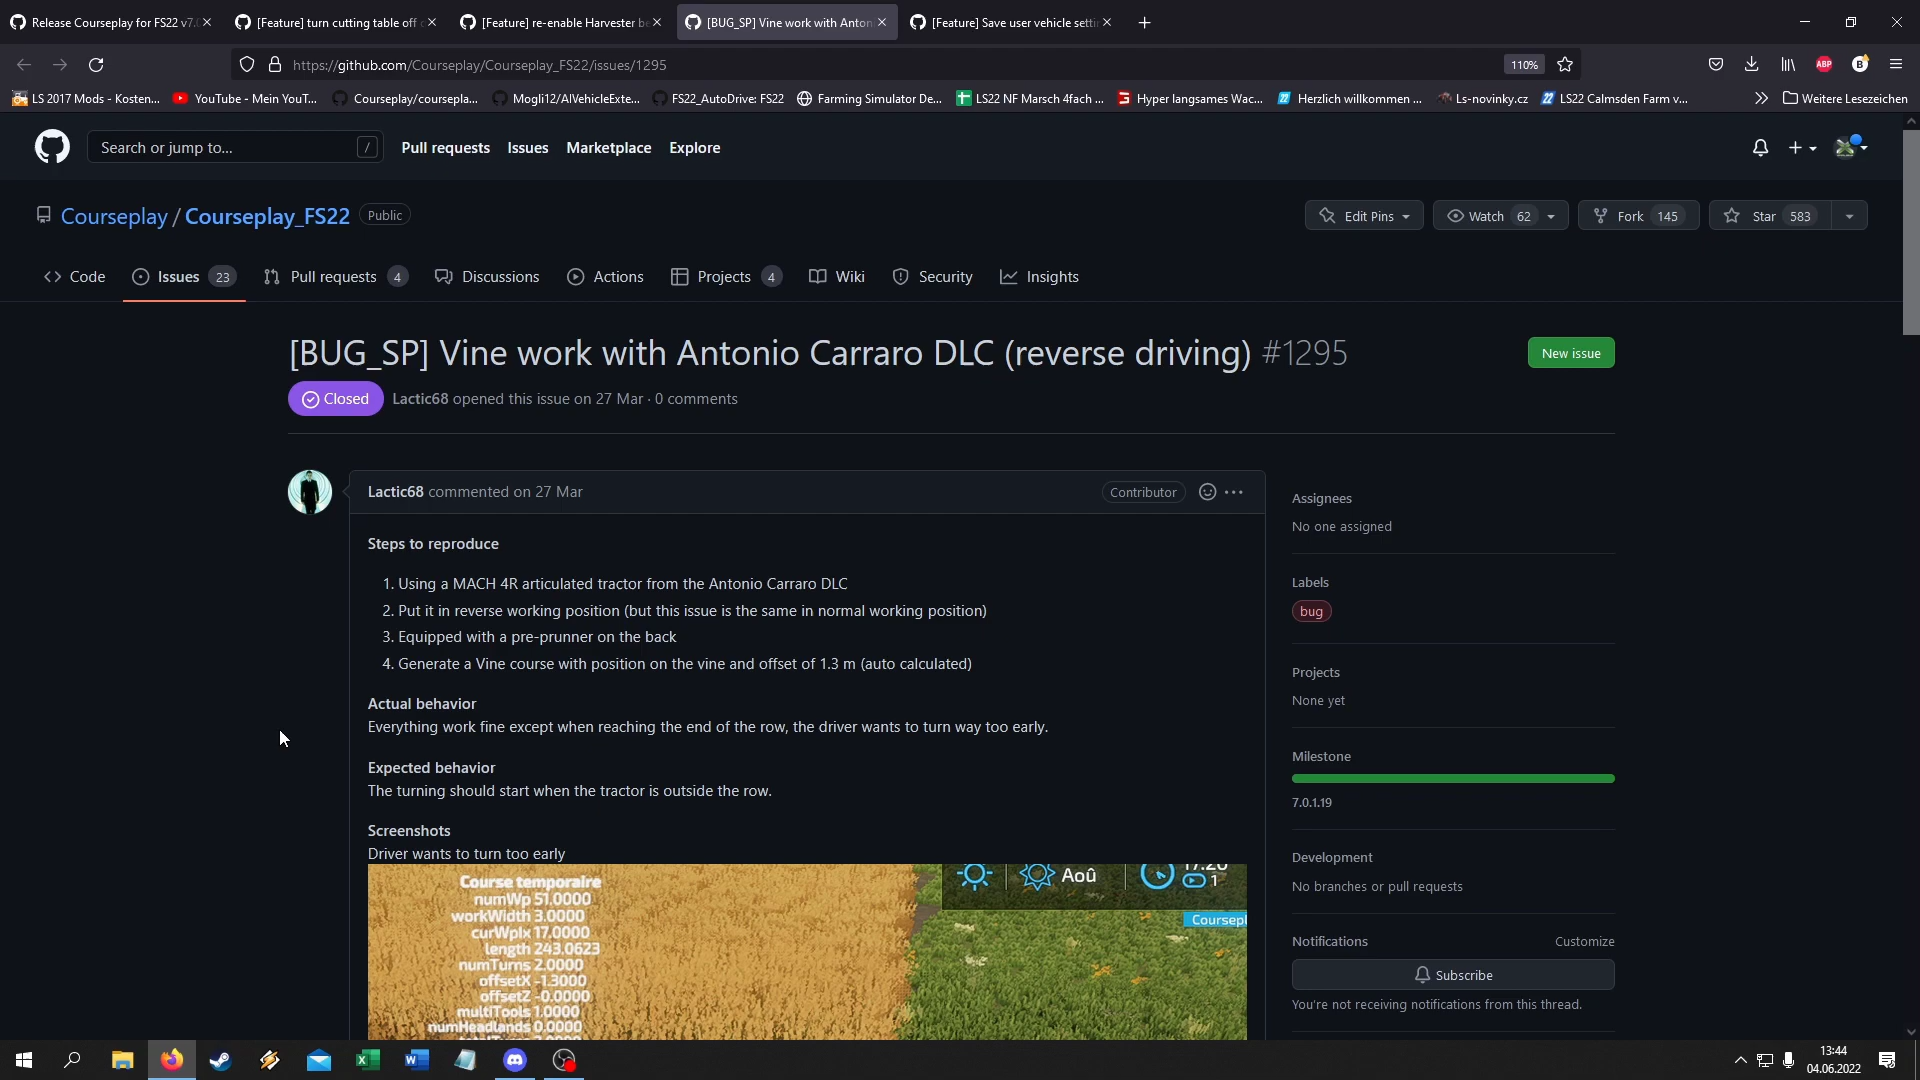 Release Courseplay for FS22 v7.
[Feature] turn cutting table off
[Feature] re-enable Harvester be
[BUG_SP] Vine work with Anton
[Feature] Save user vehicle setti
https://github.com/Courseplay/Courseplay_FS22/issues/1295
110%
ABP
LS 2017 Mods - Kosten...
YouTube - Mein YouT...
Courseplay/coursepla...
Mogli12/AIVehicleExte...
FS22_AutoDrive: FS22
Farming Simulator De...
LS22 NF Marsch 4fach ...
Hyper langsames Wac...
Herzlich willkommen ...
Ls-novinky.cz
LS22 Calmsden Farm v...
Weitere Lesezeichen
Search or jump to... /
Pull requests
Issues
Marketplace
Explore
Courseplay / Courseplay_FS22 Public
Edit Pins
Watch 62
Fork 145
Star 583
Code
Issues 23
Pull requests 4
Discussions
Actions
Projects 4
Wiki
Security
Insights
[BUG_SP] Vine work with Antonio Carraro DLC (reverse driving) #1295
New issue
Closed
Lactic68 opened this issue on 27 Mar · 0 comments
Lactic68 commented on 27 Mar
Contributor
Steps to reproduce
1. Using a MACH 4R articulated tractor from the Antonio Carraro DLC
2. Put it in reverse working position (but this issue is the same in normal working position)
3. Equipped with a pre-prunner on the back
4. Generate a Vine course with position on the vine and offset of 1.3 m (auto calculated)
Actual behavior
Everything work fine except when reaching the end of the row, the driver wants to turn way too early.
Expected behavior
The turning should start when the tractor is outside the row.
Screenshots
Driver wants to turn too early
Course temporaire
numWp 51.0000
workWidth 3.0000
curWpIx 17.0000
length 243.0623
numTurns 2.0000
offsetX -1.3000
offsetZ -0.0000
multiTools 1.0000
numHeadlands 0.0000
Aoû
17:20
1
Coursepl
Assignees
No one assigned
Labels
bug
Projects
None yet
Milestone
7.0.1.19
Development
No branches or pull requests
Notifications
Customize
Subscribe
You're not receiving notifications from this thread.
13:44
04.06.2022